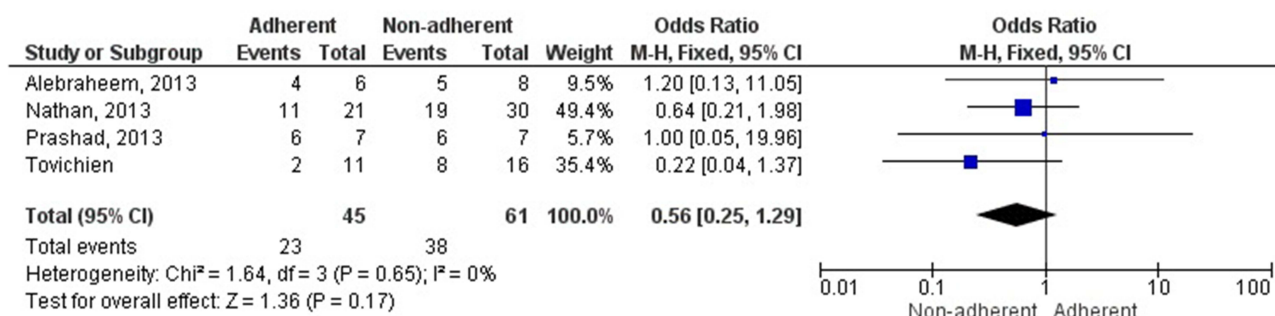 Adherent Non-adherent Odds Ratio Odds Ratio
Study or Subgroup Events Total Events Total Weight M-H, Fixed, 95% CI M-H, Fixed, 95% CI
Alebraheem, 2013 4 6 5 8 9.5% 1.20 [0.13, 11.05]
Nathan, 2013 11 21 19 30 49.4% 0.64 [0.21, 1.98]
Prashad, 2013 6 7 6 7 5.7% 1.00 [0.05, 19.96]
Tovichien 2 11 8 16 35.4% 0.22 [0.04, 1.37]
Total (95% CI) 45 61 100.0% 0.56 [0.25, 1.29]
Total events 23 38
Heterogeneity: Chi² = 1.64, df = 3 (P = 0.65); I² = 0%
Test for overall effect: Z = 1.36 (P = 0.17)
0.01 0.1 1 10 100
Non-adherent Adherent